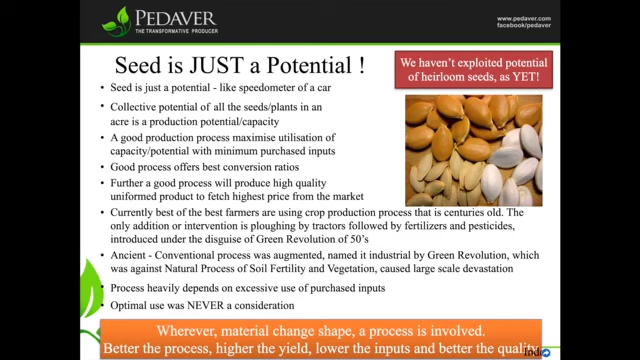 PEDAVER
THE TRANSFORMATIVE PRODUCER
www.pedaver.com
facebook/pedaver
Seed is JUST a Potential !
We Haven't exploited potential
of heirloom seeds, as YET!
• Seed is just a potential - like speedometer of a car
• Collective potential of all the seeds/plants in an
acre is a production potential/capacity
• A good production process maximise utilisation of
capacity/potential with minimum purchased inputs
• Good process offers best conversion ratios
• Further a good process will produce high quality
uniformed product to fetch highest price from the market
• Currently best of the best farmers are using crop production process that is centuries old. The
only addition or intervention is ploughing by tractors followed by fertilizers and pesticides,
introduced under the disguise of Green Revolution of 50's
• Ancient - Conventional process was augmented, named it industrial by Green Revolution, which
was against Natural Process of Soil Fertility and Vegetation, caused large scale devastation
• Process heavily depends on excessive use of purchased inputs
• Optimal use was NEVER a consideration
Wherever, material change shape, a process is involved.
Better the process, higher the yield, lower the inputs and better the quality